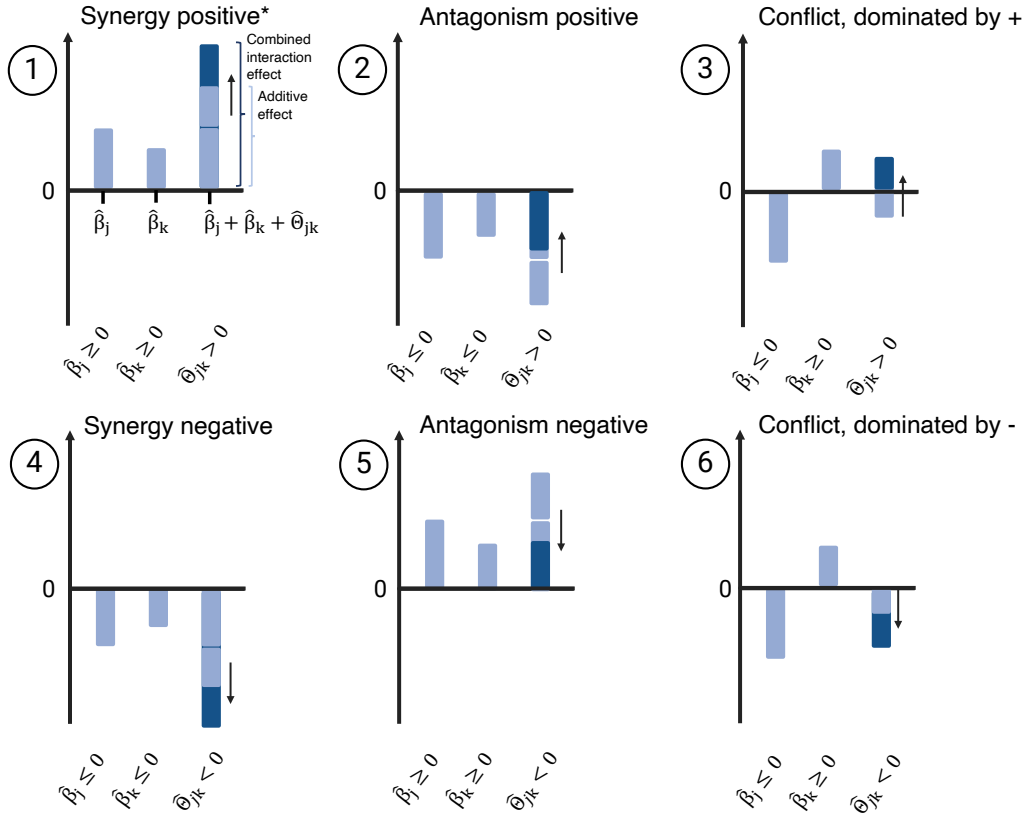 Synergy positive*
1
Combined
interaction
effect
Additive
effect
0
β̂j
β̂k
β̂j + β̂k + Θ̂jk
β̂j ≥ 0
β̂k ≥ 0
Θ̂jk > 0
Antagonism positive
2
0
β̂j ≤ 0
β̂k ≤ 0
Θ̂jk > 0
Conflict, dominated by +
3
0
β̂j ≤ 0
β̂k ≥ 0
Θ̂jk > 0
Synergy negative
4
0
β̂j ≤ 0
β̂k ≤ 0
Θ̂jk < 0
Antagonism negative
5
0
β̂j ≥ 0
β̂k ≥ 0
Θ̂jk < 0
Conflict, dominated by -
6
0
β̂j ≤ 0
β̂k ≥ 0
Θ̂jk < 0